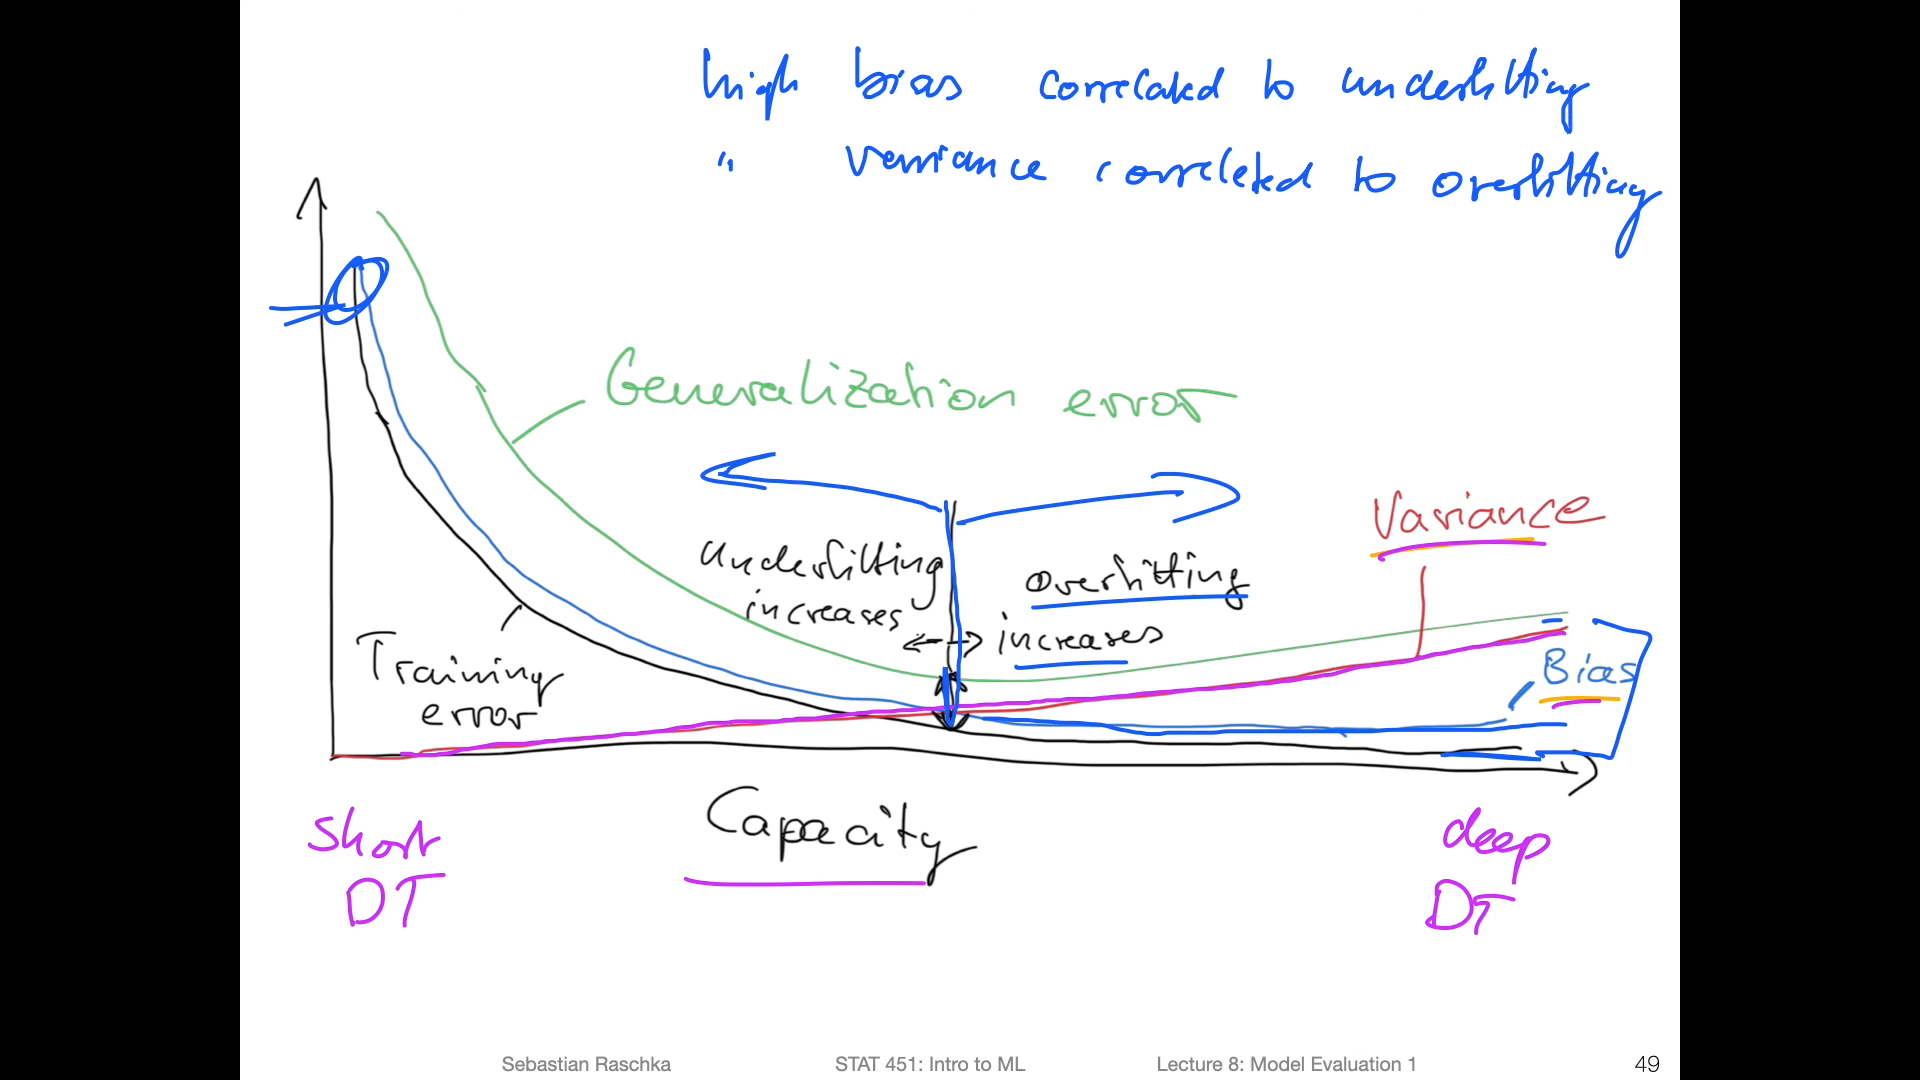 high bias correlated to underfitting
" variance correlated to overfitting
Generalization error
Variance
Underfitting
increases
overfitting
increases
Training
error
Bias
Capacity
short
DT
deep
DT
Sebastian Raschka
STAT 451: Intro to ML
Lecture 8: Model Evaluation 1
49